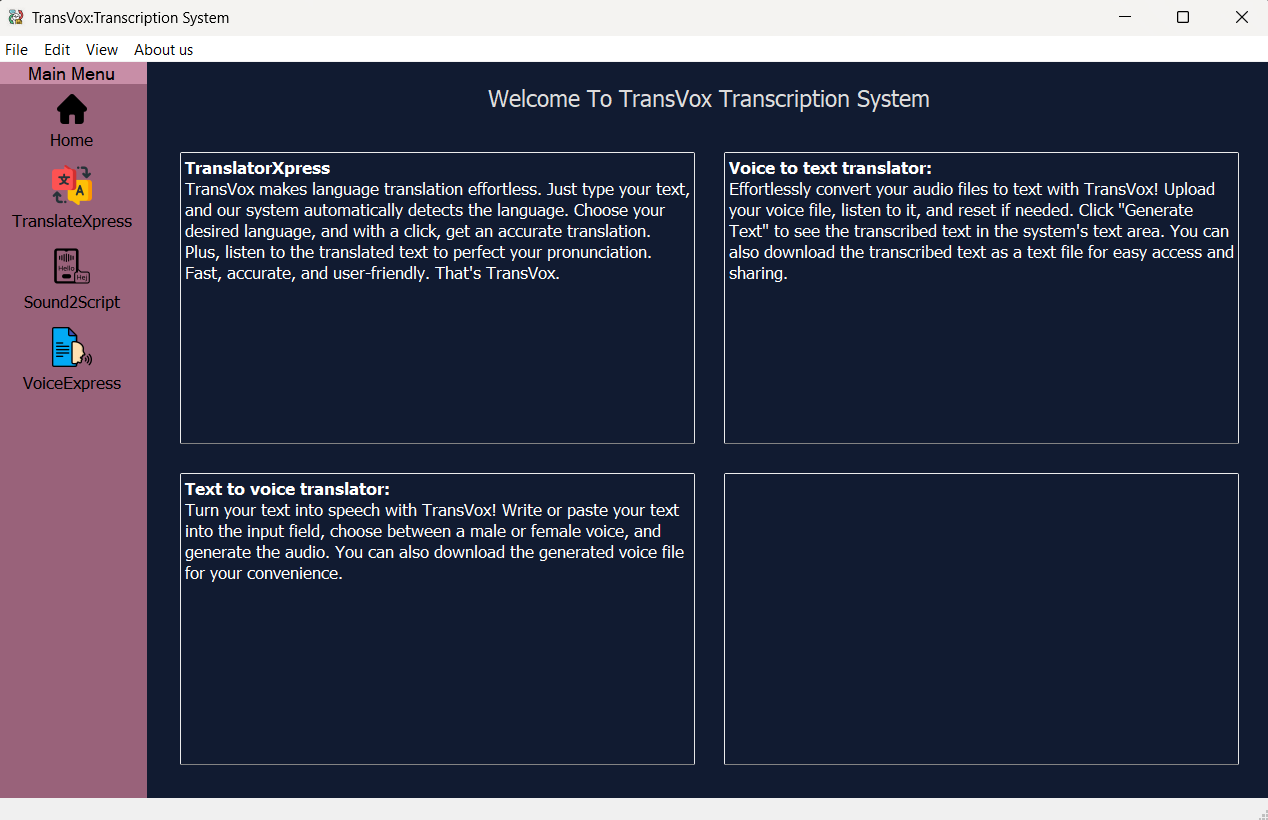 TransVox:Transcription System
File Edit View About us
Main Menu
Home
TranslateXpress
Sound2Script
VoiceExpress
Welcome To TransVox Transcription System
TranslatorXpress
TransVox makes language translation effortless. Just type your text,
and our system automatically detects the language. Choose your
desired language, and with a click, get an accurate translation.
Plus, listen to the translated text to perfect your pronunciation.
Fast, accurate, and user-friendly. That's TransVox.
Voice to text translator:
Effortlessly convert your audio files to text with TransVox! Upload
your voice file, listen to it, and reset if needed. Click "Generate
Text" to see the transcribed text in the system's text area. You can
also download the transcribed text as a text file for easy access and
sharing.
Text to voice translator:
Turn your text into speech with TransVox! Write or paste your text
into the input field, choose between a male or female voice, and
generate the audio. You can also download the generated voice file
for your convenience.
文
A
Hello
Hej